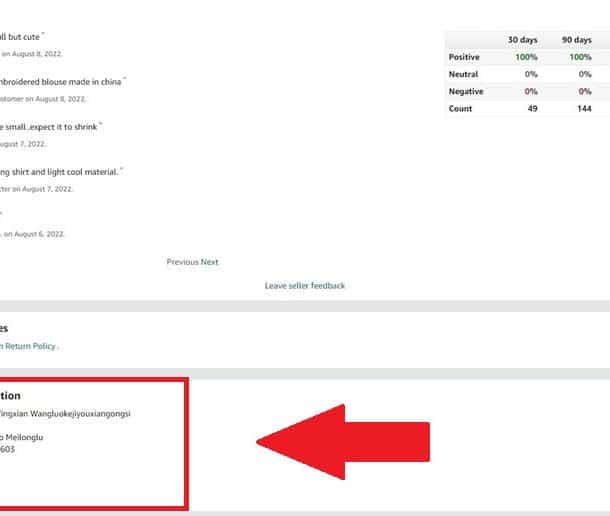 ll but cute "
on August 8, 2022.
mbroidered blouse made in china "
stomer on August 8, 2022.
e small..expect it to shrink "
ugust 7, 2022.
ng shirt and light cool material. "
ter on August 7, 2022.
"
. on August 6, 2022.
Previous Next
Leave seller feedback
30 days 90 days
Positive 100% 100%
Neutral 0% 0%
Negative 0% 0%
Count 49 144
es
n Return Policy .
tion
ingxian Wangluokejiyouxiangongsi
o Meilonglu
603